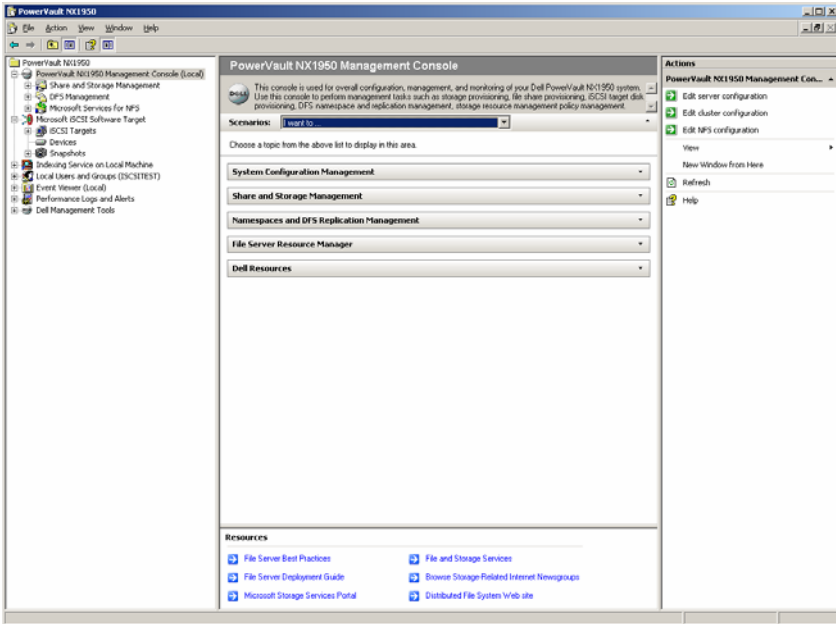 PowerVault NX1950
File Action View Window Help
PowerVault NX1950
PowerVault NX1950 Management Console (Local)
Share and Storage Management
DFS Management
Microsoft Services for NFS
Microsoft iSCSI Software Target
iSCSI Targets
Devices
Snapshots
Indexing Service on Local Machine
Local Users and Groups (ISCSITEST)
Event Viewer (Local)
Performance Logs and Alerts
Dell Management Tools
PowerVault NX1950 Management Console
DELL
This console is used for overall configuration, management, and monitoring of your Dell PowerVault NX1950 system.
Use this console to perform management tasks such as storage provisioning, file share provisioning, iSCSI target disk
provisioning, DFS namespace and replication management, storage resource management policy management.
Scenarios: I want to ...
Choose a topic from the above list to display in this area.
System Configuration Management
Share and Storage Management
Namespaces and DFS Replication Management
File Server Resource Manager
Dell Resources
Resources
File Server Best Practices
File and Storage Services
File Server Deployment Guide
Browse Storage-Related Internet Newsgroups
Microsoft Storage Services Portal
Distributed File System Web site
Actions
PowerVault NX1950 Management Con...
Edit server configuration
Edit cluster configuration
Edit NFS configuration
View
New Window from Here
Refresh
Help